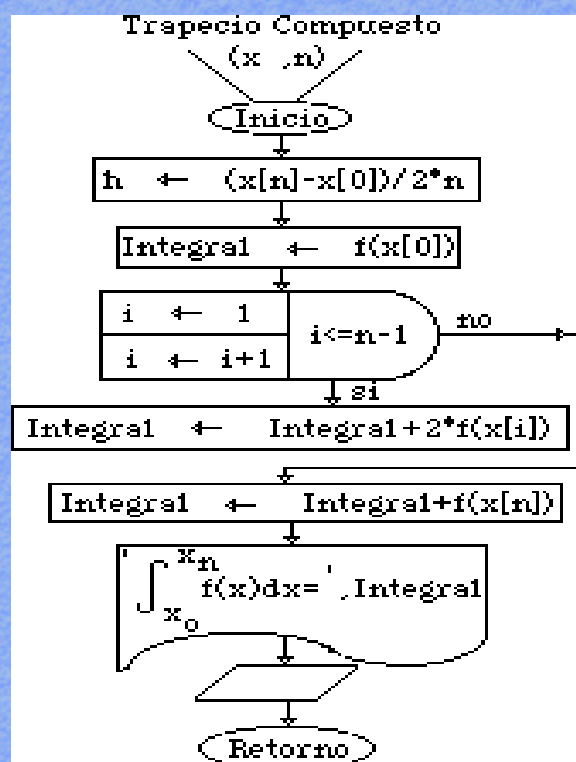 Trapecio Compuesto
(x ,n)
Inicio
h ← (x[n]-x[0])/2*n
Integral ← f(x[0])
i ← 1
i ← i+1
i<=n-1
no
si
Integral ← Integral+2*f(x[i])
Integral ← Integral+f(x[n])
'∫ xn x0 f(x)dx=',Integral
Retorno